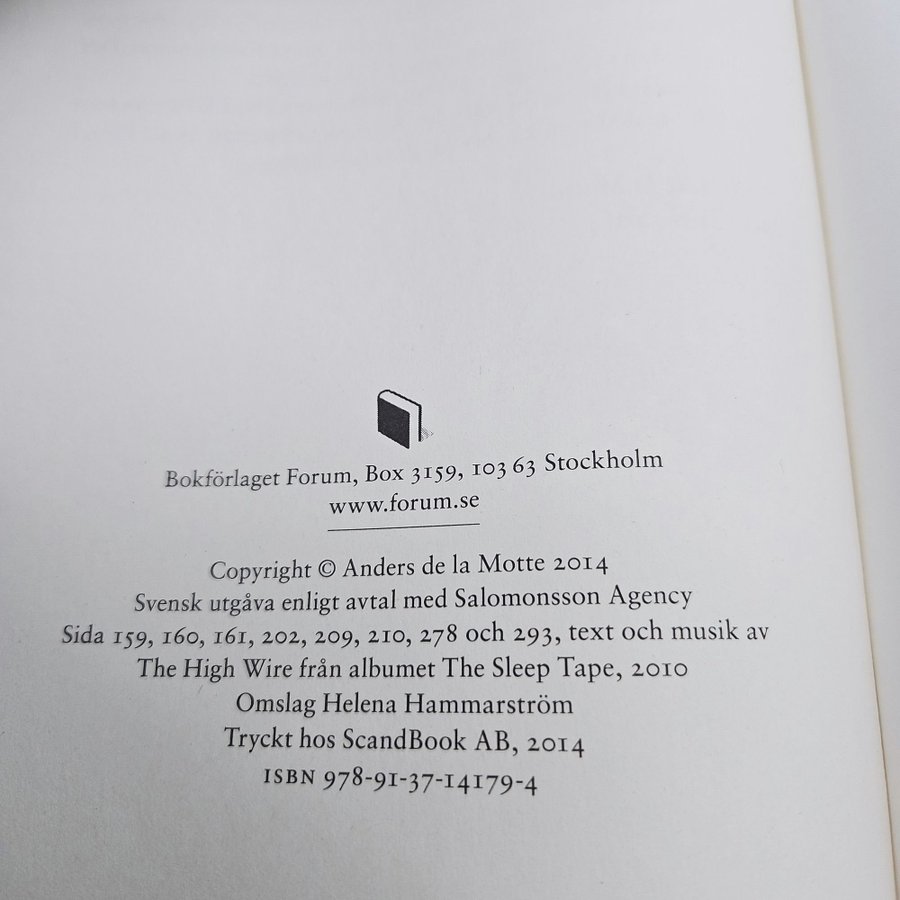 Bokförlaget Forum, Box 3159, 103 63 Stockholm
www.forum.se
Copyright © Anders de la Motte 2014
Svensk utgåva enligt avtal med Salomonsson Agency
Sida 159, 160, 161, 202, 209, 210, 278 och 293, text och musik av
The High Wire från albumet The Sleep Tape, 2010
Omslag Helena Hammarström
Tryckt hos ScandBook AB, 2014
ISBN 978-91-37-14179-4